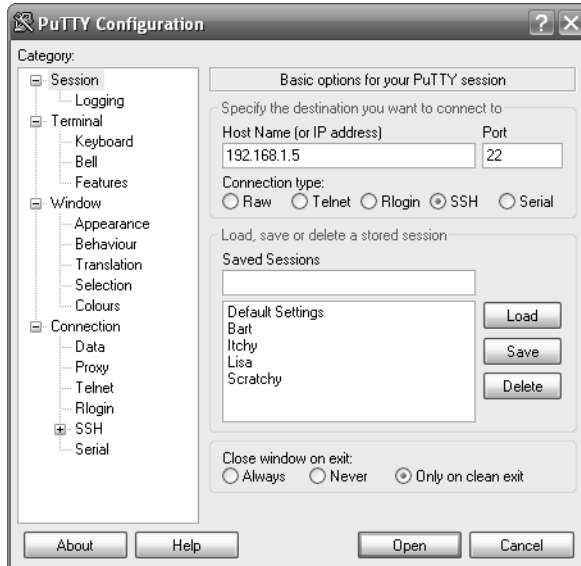 PuTTY Configuration
Category:
Session
Logging
Terminal
Keyboard
Bell
Features
Window
Appearance
Behaviour
Translation
Selection
Colours
Connection
Data
Proxy
Telnet
Rlogin
SSH
Serial
Basic options for your PuTTY session
Specify the destination you want to connect to
Host Name (or IP address) Port
192.168.1.5 22
Connection type:
Raw Telnet Rlogin SSH Serial
Load, save or delete a stored session
Saved Sessions
Default Settings
Bart
Itchy
Lisa
Scratchy
Load
Save
Delete
Close window on exit:
Always Never Only on clean exit
About Help Open Cancel